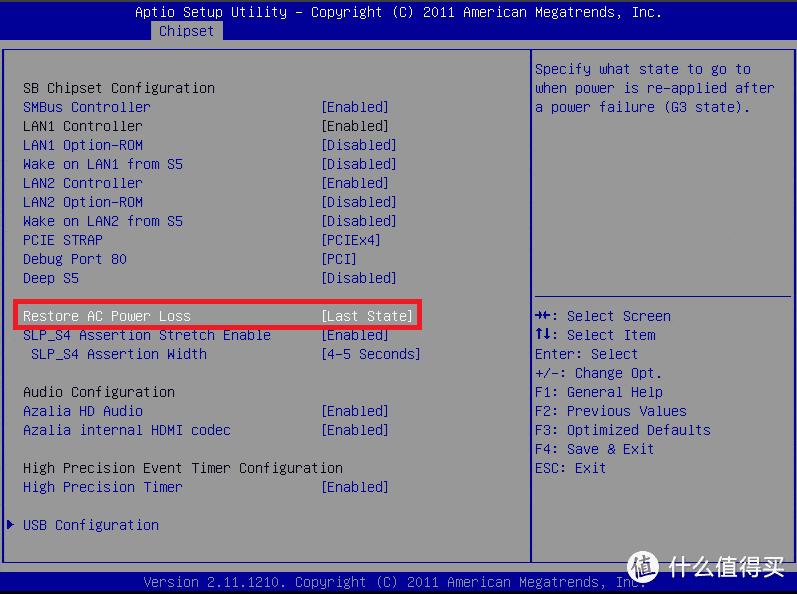 Aptio Setup Utility - Copyright (C) 2011 American Megatrends, Inc.
Chipset
SB Chipset Configuration
SMBus Controller [Enabled]
LAN1 Controller [Enabled]
LAN1 Option-ROM [Disabled]
Wake on LAN1 from S5 [Disabled]
LAN2 Controller [Enabled]
LAN2 Option-ROM [Disabled]
Wake on LAN2 from S5 [Disabled]
PCIE STRAP [PCIEx4]
Debug Port 80 [PCI]
Deep S5 [Disabled]
Restore AC Power Loss [Last State]
SLP_S4 Assertion Stretch Enable [Enabled]
SLP_S4 Assertion Width [4-5 Seconds]
Audio Configuration
Azalia HD Audio [Enabled]
Azalia internal HDMI codec [Enabled]
High Precision Event Timer Configuration
High Precision Timer [Enabled]
USB Configuration
Specify what state to go to
when power is re-applied after
a power failure (G3 state).
→←: Select Screen
↑↓: Select Item
Enter: Select
+/-: Change Opt.
F1: General Help
F2: Previous Values
F3: Optimized Defaults
F4: Save & Exit
ESC: Exit
Version 2.11.1210. Copyright (C) 2011 American Megatrends, Inc.
值 什么值得买